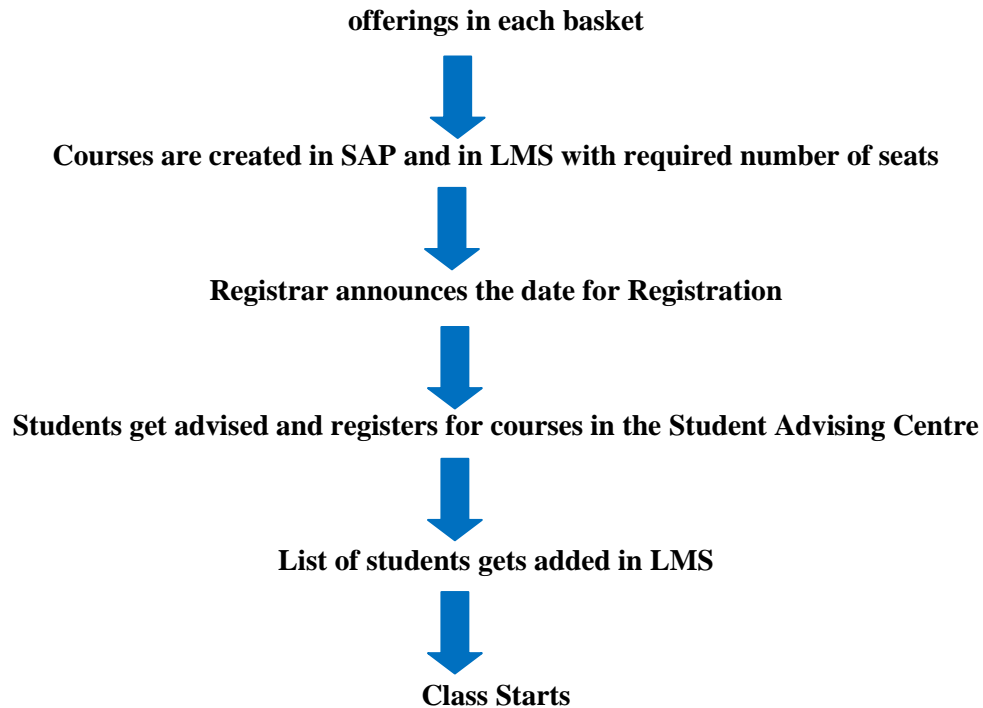 offerings in each basket
Courses are created in SAP and in LMS with required number of seats
Registrar announces the date for Registration
Students get advised and registers for courses in the Student Advising Centre
List of students gets added in LMS
Class Starts